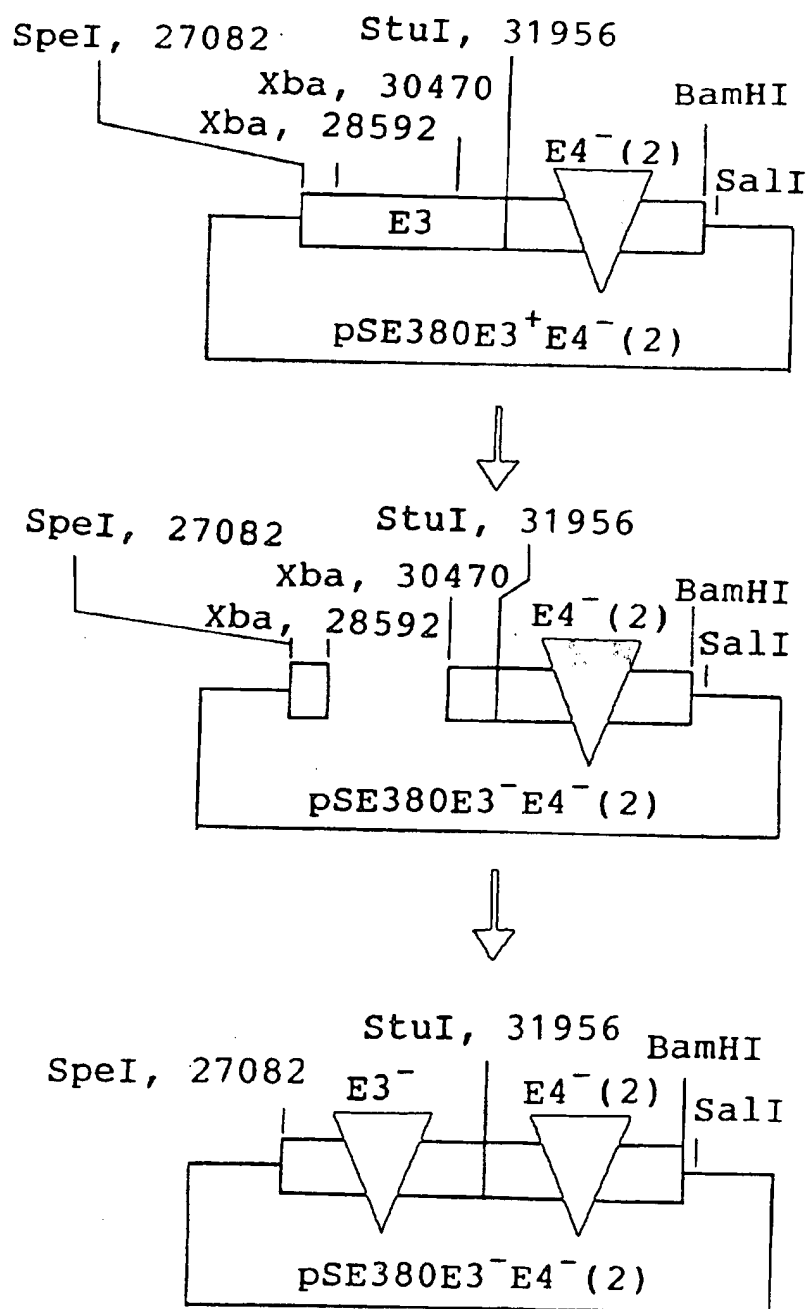 SpeI, 27082
StuI, 31956
Xba, 30470
Xba, 28592
BamHI
E4⁻(2)
SalI
E3
pSE380E3⁺E4⁻(2)
SpeI, 27082
StuI, 31956
Xba, 30470
Xba, 28592
E4⁻(2)
BamHI
SalI
pSE380E3⁻E4⁻(2)
StuI, 31956
BamHI
SpeI, 27082
E3⁻
E4⁻(2)
SalI
pSE380E3⁻E4⁻(2)